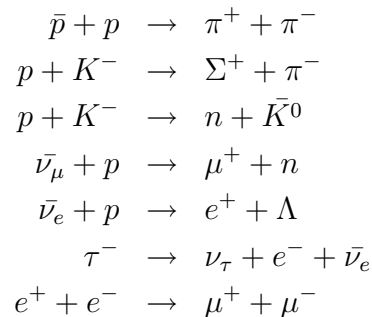 p̄ + p → π⁺ + π⁻
p + K⁻ → Σ⁺ + π⁻
p + K⁻ → n + K̄⁰
ν̄_μ + p → μ⁺ + n
ν̄_e + p → e⁺ + Λ
τ⁻ → ν_τ + e⁻ + ν̄_e
e⁺ + e⁻ → μ⁺ + μ⁻